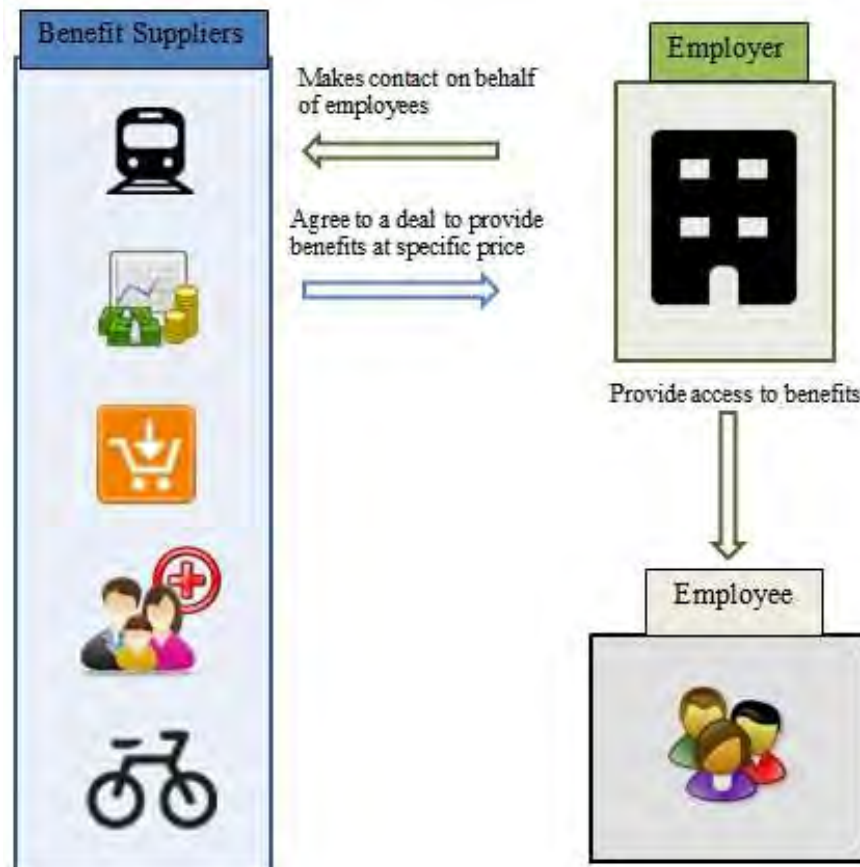 Benefit Suppliers
Employer
Makes contact on behalf
of employees
Agree to a deal to provide
benefits at specific price
Provide access to benefits
Employee